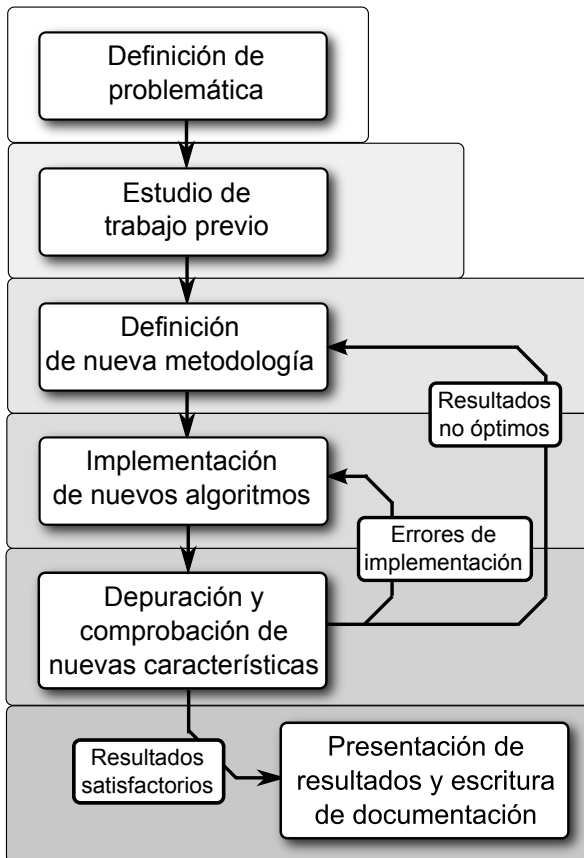 Definición de
problemática
Estudio de
trabajo previo
Definición
de nueva metodología
Resultados
no óptimos
Implementación
de nuevos algoritmos
Errores de
implementación
Depuración y
comprobación de
nuevas características
Resultados
satisfactorios
Presentación de
resultados y escritura
de documentación